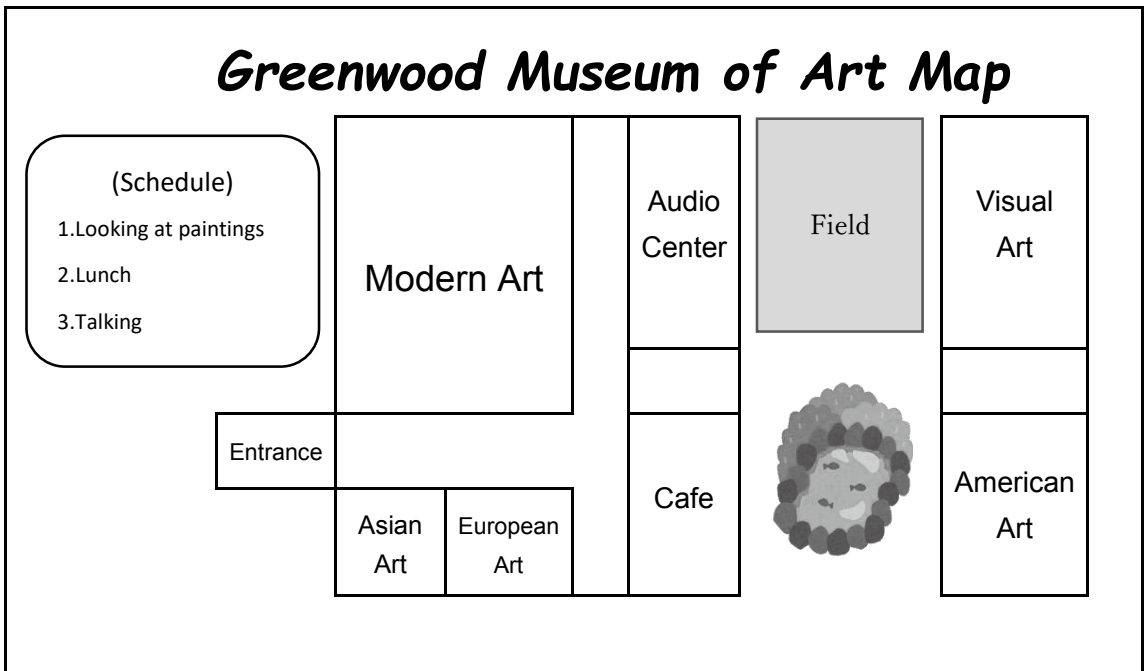 Greenwood Museum of Art Map
(Schedule)
1.Looking at paintings
2.Lunch
3.Talking
Modern Art
Audio
Center
Field
Visual
Art
Entrance
Asian
Art
European
Art
Cafe
American
Art